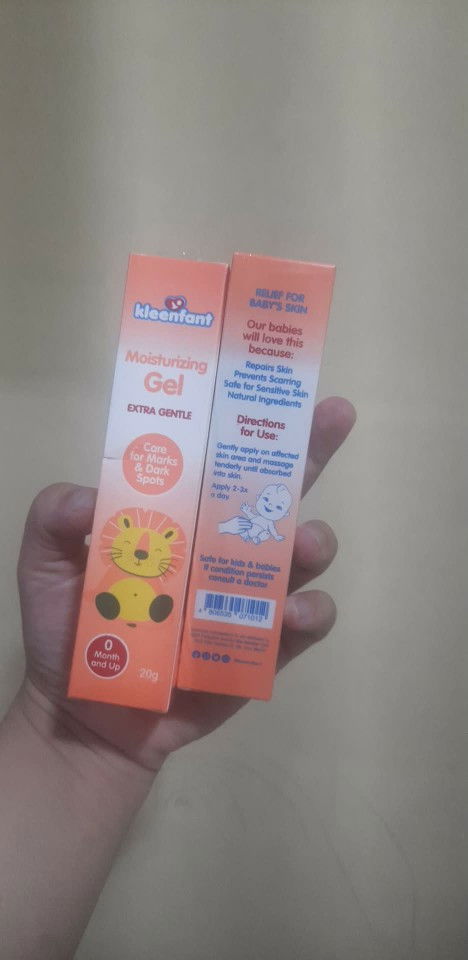 kleenfant
Moisturizing
Gel
EXTRA GENTLE
Care
for Marks
& Dark
Spots
0
Month
and Up
20g
RELIEF FOR
BABY'S SKIN
Our babies
will love this
because:
Repairs Skin
Prevents Scarring
Safe for Sensitive Skin
Natural Ingredients
Directions
for Use:
Gently apply on affected
skin area and massage
tenderly until absorbed
into skin.
Apply 2-3x
a day.
Safe for kids & babies
If condition persists
consult a doctor